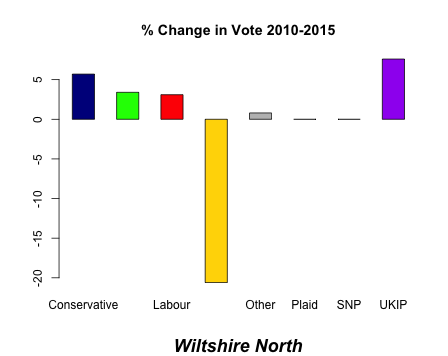 % Change in Vote 2010-2015
5
0
-5
-10
-15
-20
Conservative Labour Other Plaid SNP UKIP
Wiltshire North